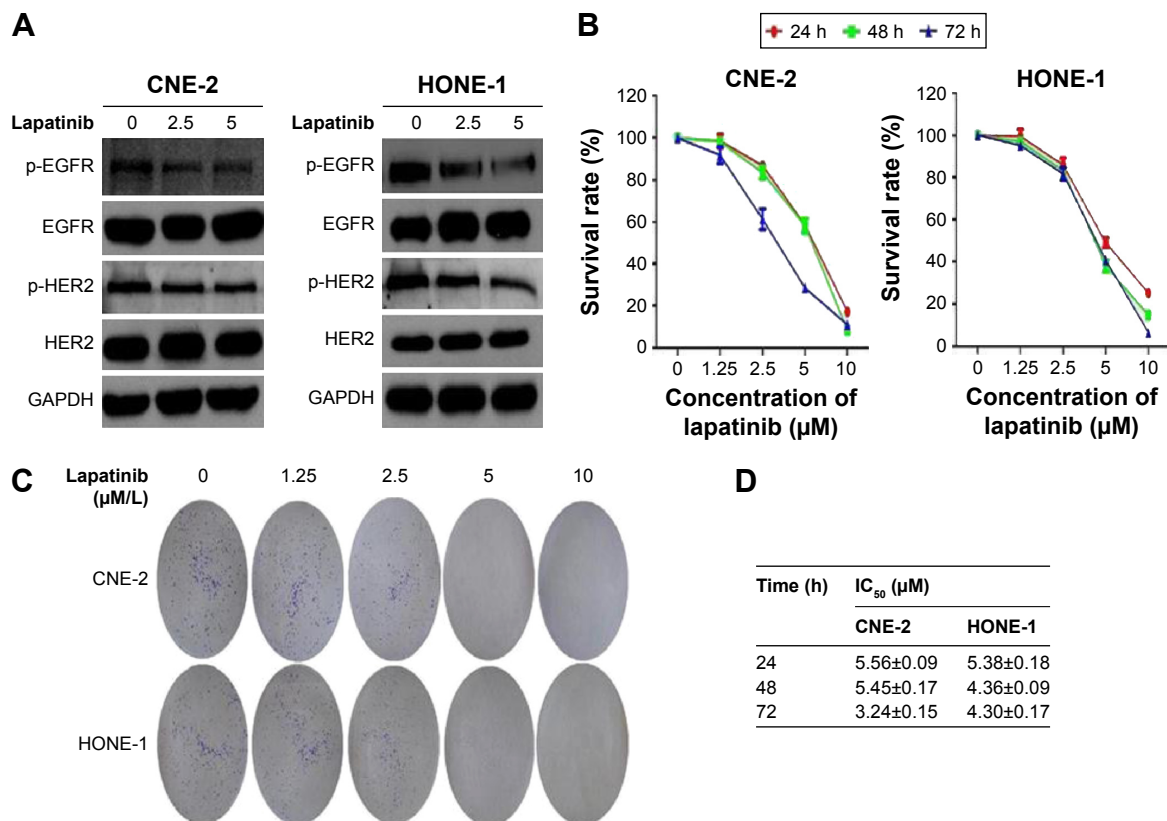 A
CNE-2
HONE-1
Lapatinib 0 2.5 5
Lapatinib 0 2.5 5
p-EGFR
EGFR
p-HER2
HER2
GAPDH
p-EGFR
EGFR
p-HER2
HER2
GAPDH
B
24 h 48 h 72 h
CNE-2
120
100
80
60
40
20
0
Survival rate (%)
0 1.25 2.5 5 10
Concentration of
lapatinib (µM)
HONE-1
120
100
80
60
40
20
0
Survival rate (%)
0 1.25 2.5 5 10
Concentration of
lapatinib (µM)
C
Lapatinib 0 1.25 2.5 5 10
(µM/L)
CNE-2
HONE-1
D
Time (h) IC50 (µM)
CNE-2 HONE-1
24 5.56±0.09 5.38±0.18
48 5.45±0.17 4.36±0.09
72 3.24±0.15 4.30±0.17